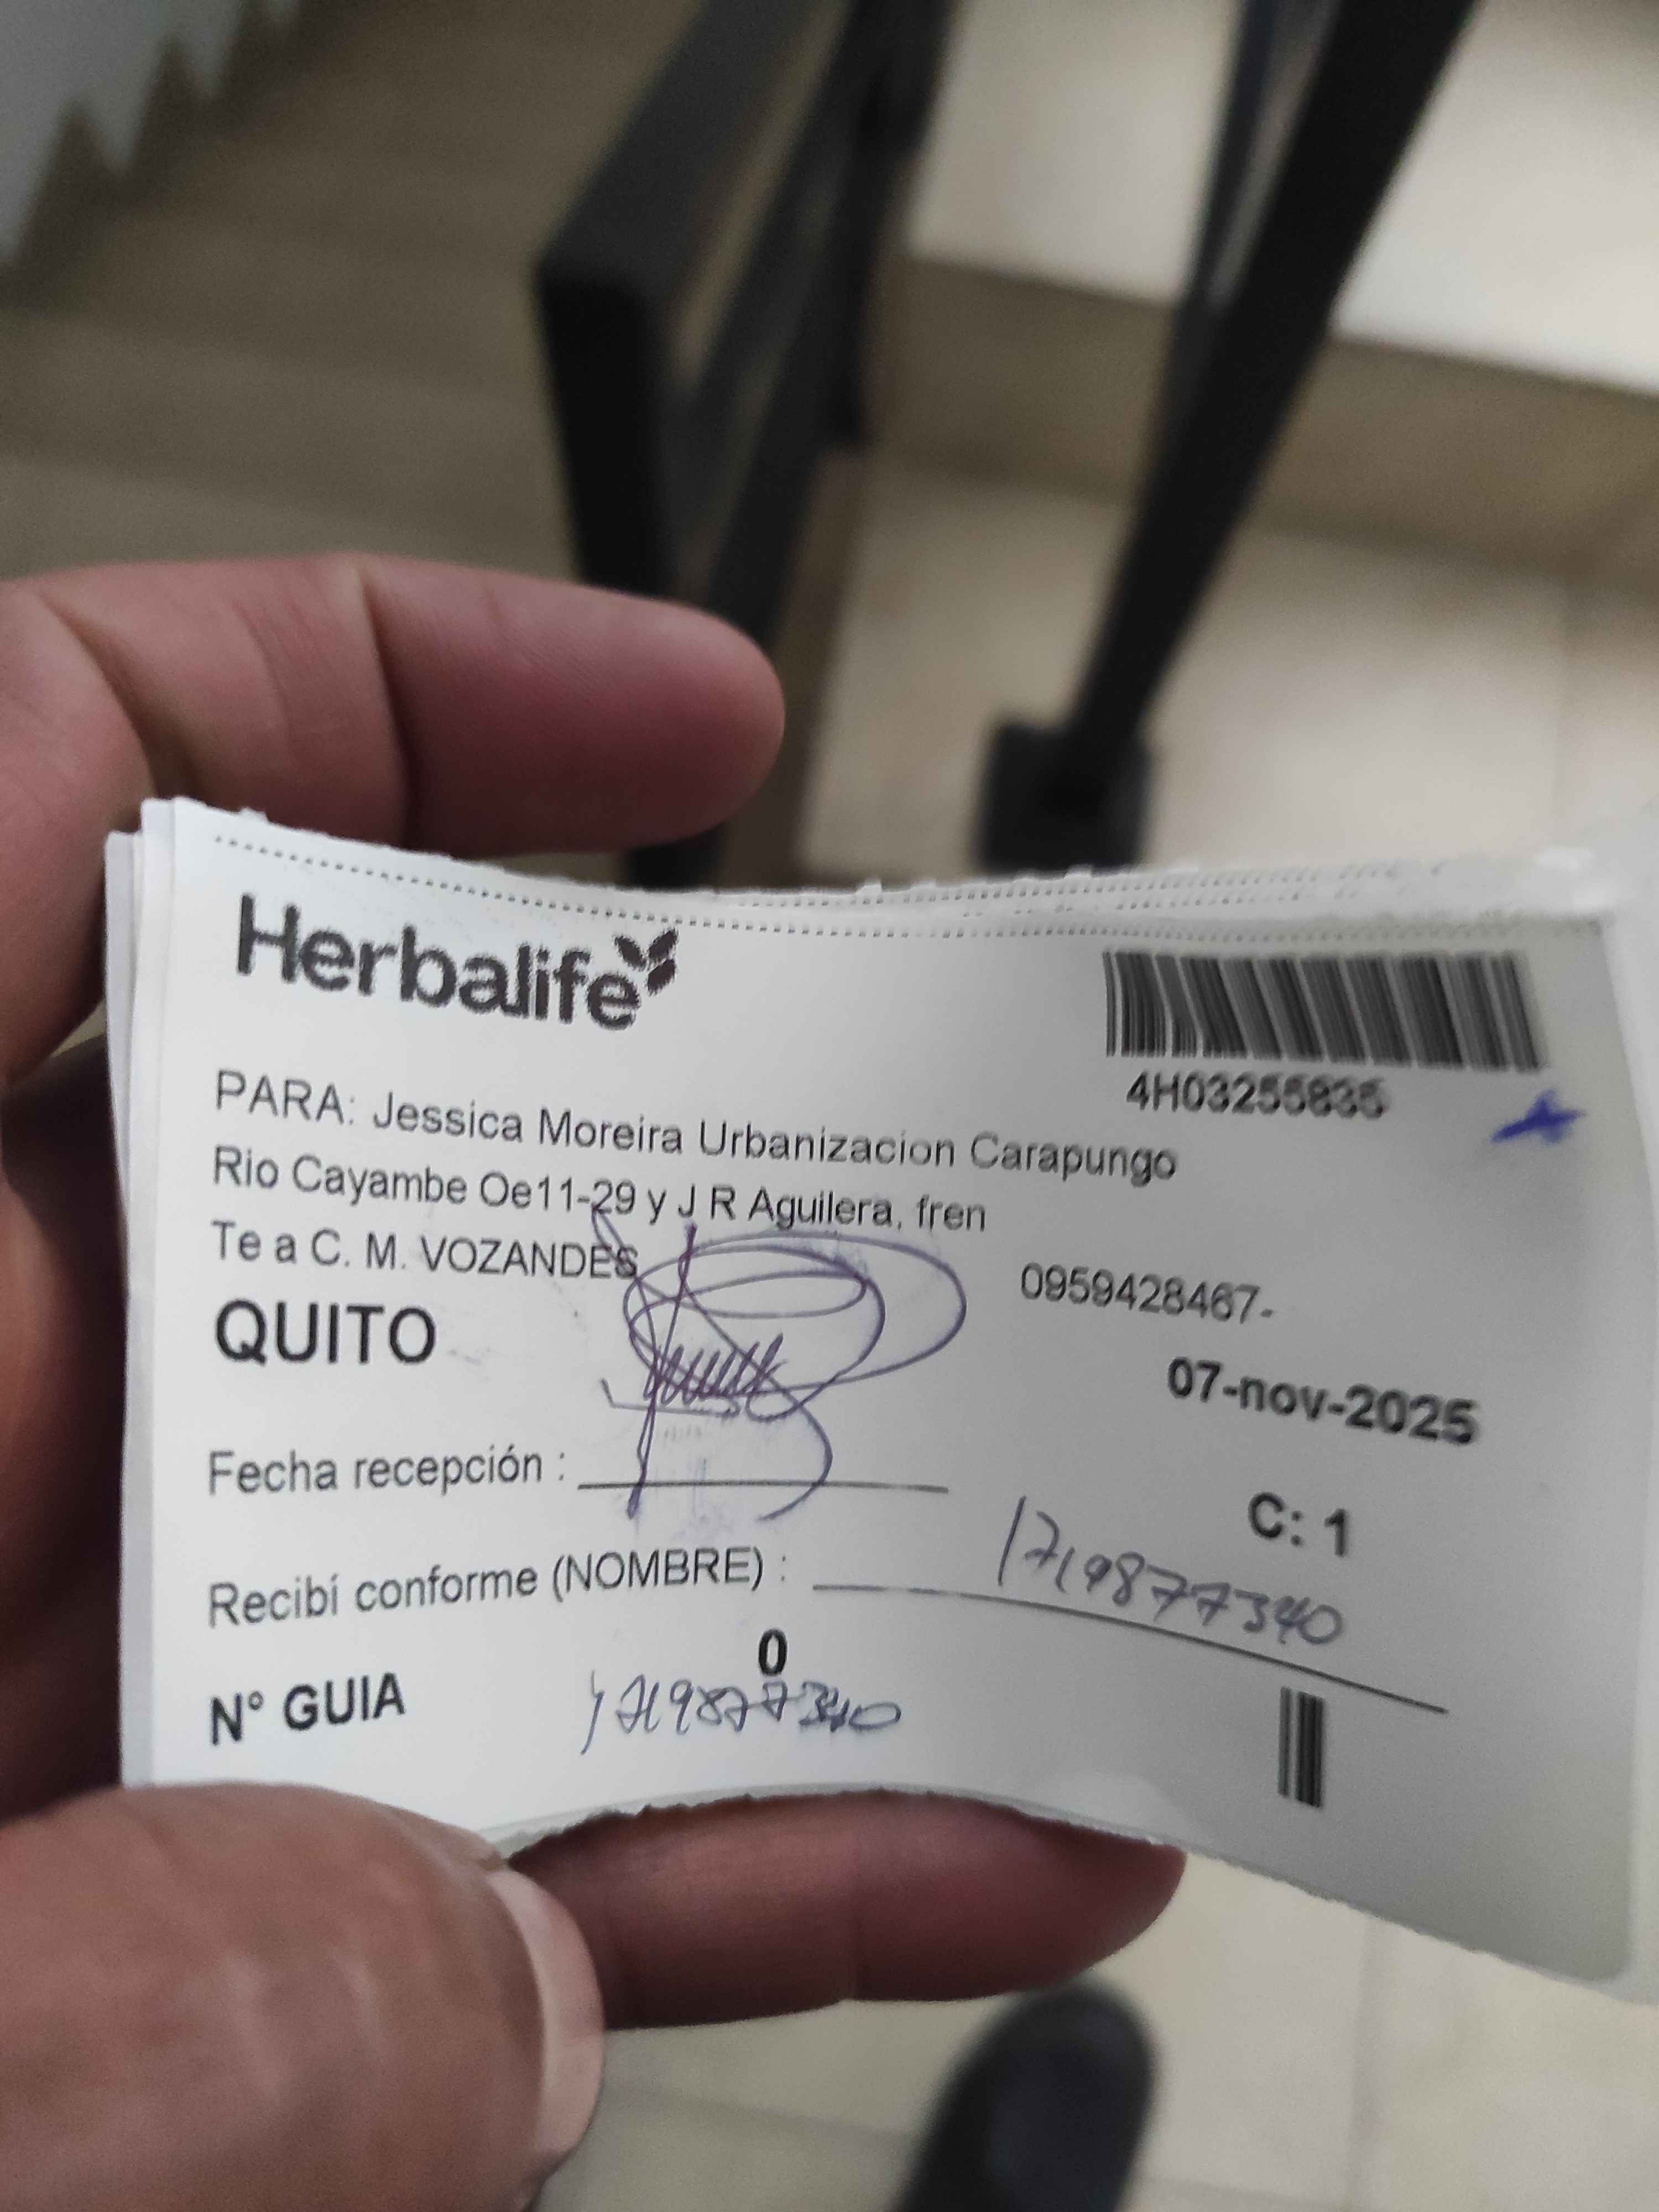 Herbalife
4H03255835
PARA: Jessica Moreira Urbanizacion Carapungo
Rio Cayambe Oe11-29 y J R Aguilera, fren
Te a C. M. VOZANDES
0959428467-
QUITO
07-nov-2025
Fecha recepción :
C: 1
Recibí conforme (NOMBRE) : 1719877340
0
N° GUIA 1719877340